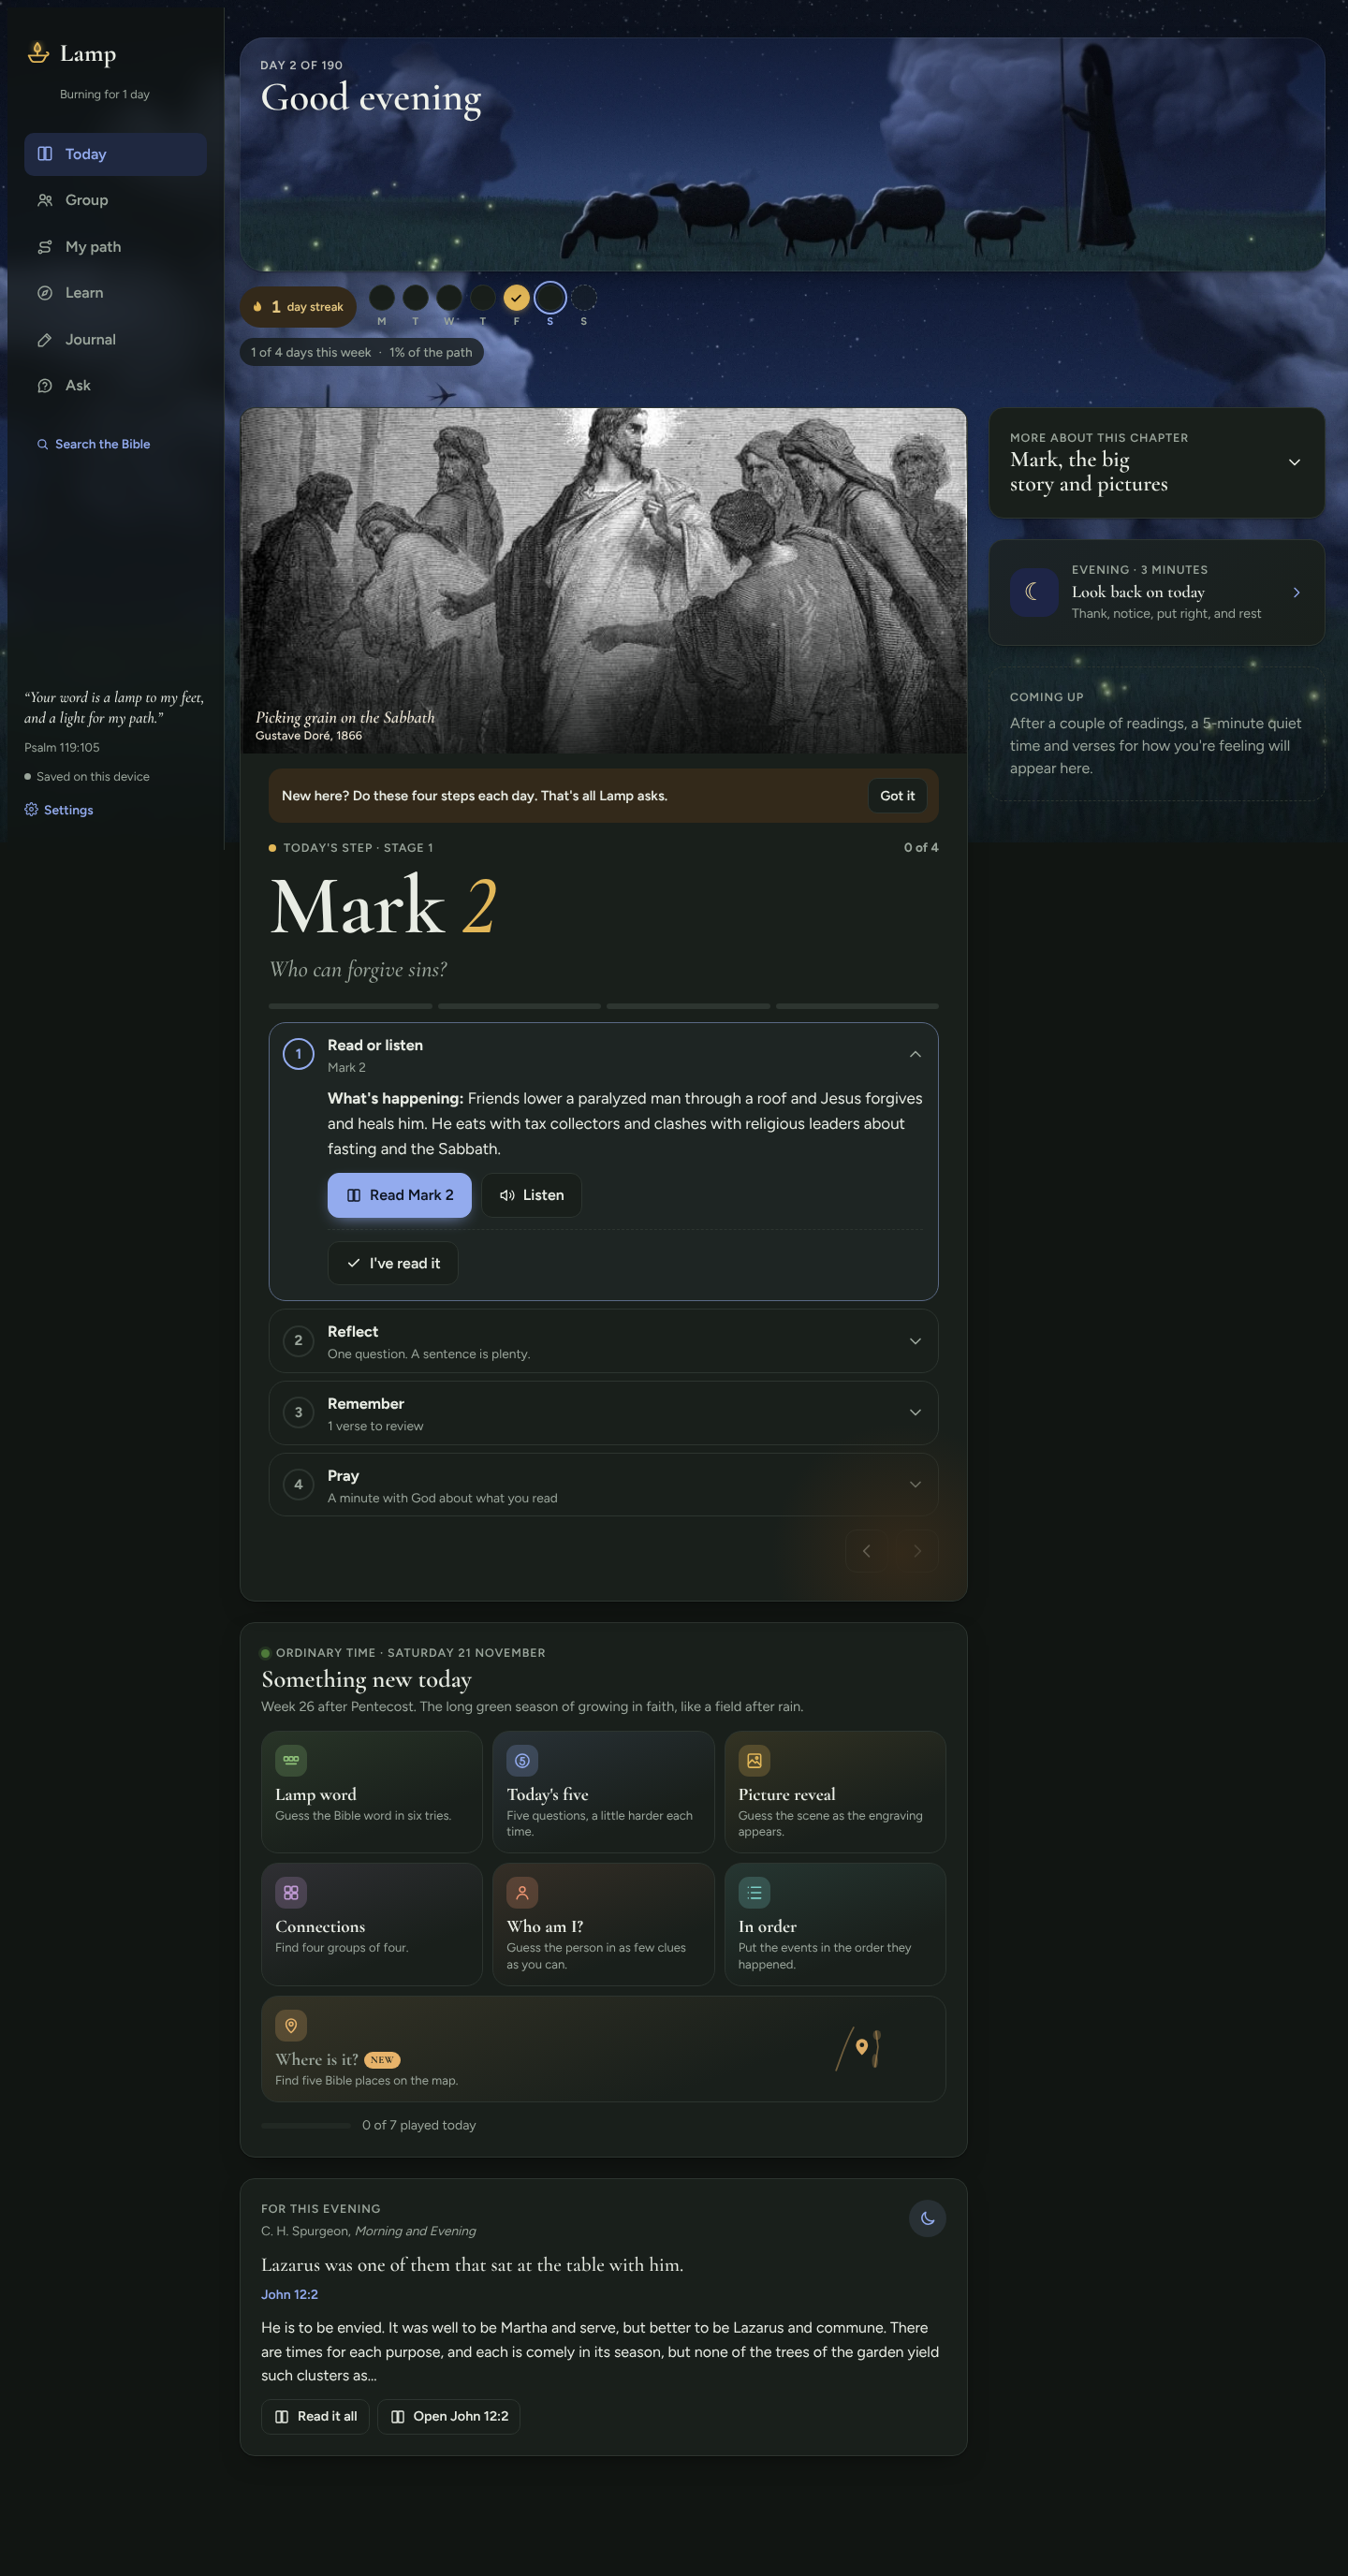 Lamp
Burning for 1 day
Today
Group
My path
Learn
Journal
Ask
Search the Bible
“Your word is a lamp to my feet,
and a light for my path.”
Psalm 119:105
Saved on this device
Settings
DAY 2 OF 190
Good evening
1 day streak
M T W T F S S
1 of 4 days this week · 1% of the path
Picking grain on the Sabbath
Gustave Doré, 1866
New here? Do these four steps each day. That's all Lamp asks.
Got it
TODAY'S STEP · STAGE 1
0 of 4
Mark 2
Who can forgive sins?
1
Read or listen
Mark 2
What's happening: Friends lower a paralyzed man through a roof and Jesus forgives
and heals him. He eats with tax collectors and clashes with religious leaders about
fasting and the Sabbath.
Read Mark 2
Listen
I've read it
2
Reflect
One question. A sentence is plenty.
3
Remember
1 verse to review
4
Pray
A minute with God about what you read
MORE ABOUT THIS CHAPTER
Mark, the big
story and pictures
EVENING · 3 MINUTES
Look back on today
Thank, notice, put right, and rest
COMING UP
After a couple of readings, a 5-minute quiet
time and verses for how you're feeling will
appear here.
ORDINARY TIME · SATURDAY 21 NOVEMBER
Something new today
Week 26 after Pentecost. The long green season of growing in faith, like a field after rain.
Lamp word
Guess the Bible word in six tries.
5
Today's five
Five questions, a little harder each
time.
Picture reveal
Guess the scene as the engraving
appears.
Connections
Find four groups of four.
Who am I?
Guess the person in as few clues
as you can.
In order
Put the events in the order they
happened.
Where is it? NEW
Find five Bible places on the map.
0 of 7 played today
FOR THIS EVENING
C. H. Spurgeon, Morning and Evening
Lazarus was one of them that sat at the table with him.
John 12:2
He is to be envied. It was well to be Martha and serve, but better to be Lazarus and commune. There
are times for each purpose, and each is comely in its season, but none of the trees of the garden yield
such clusters as…
Read it all
Open John 12:2